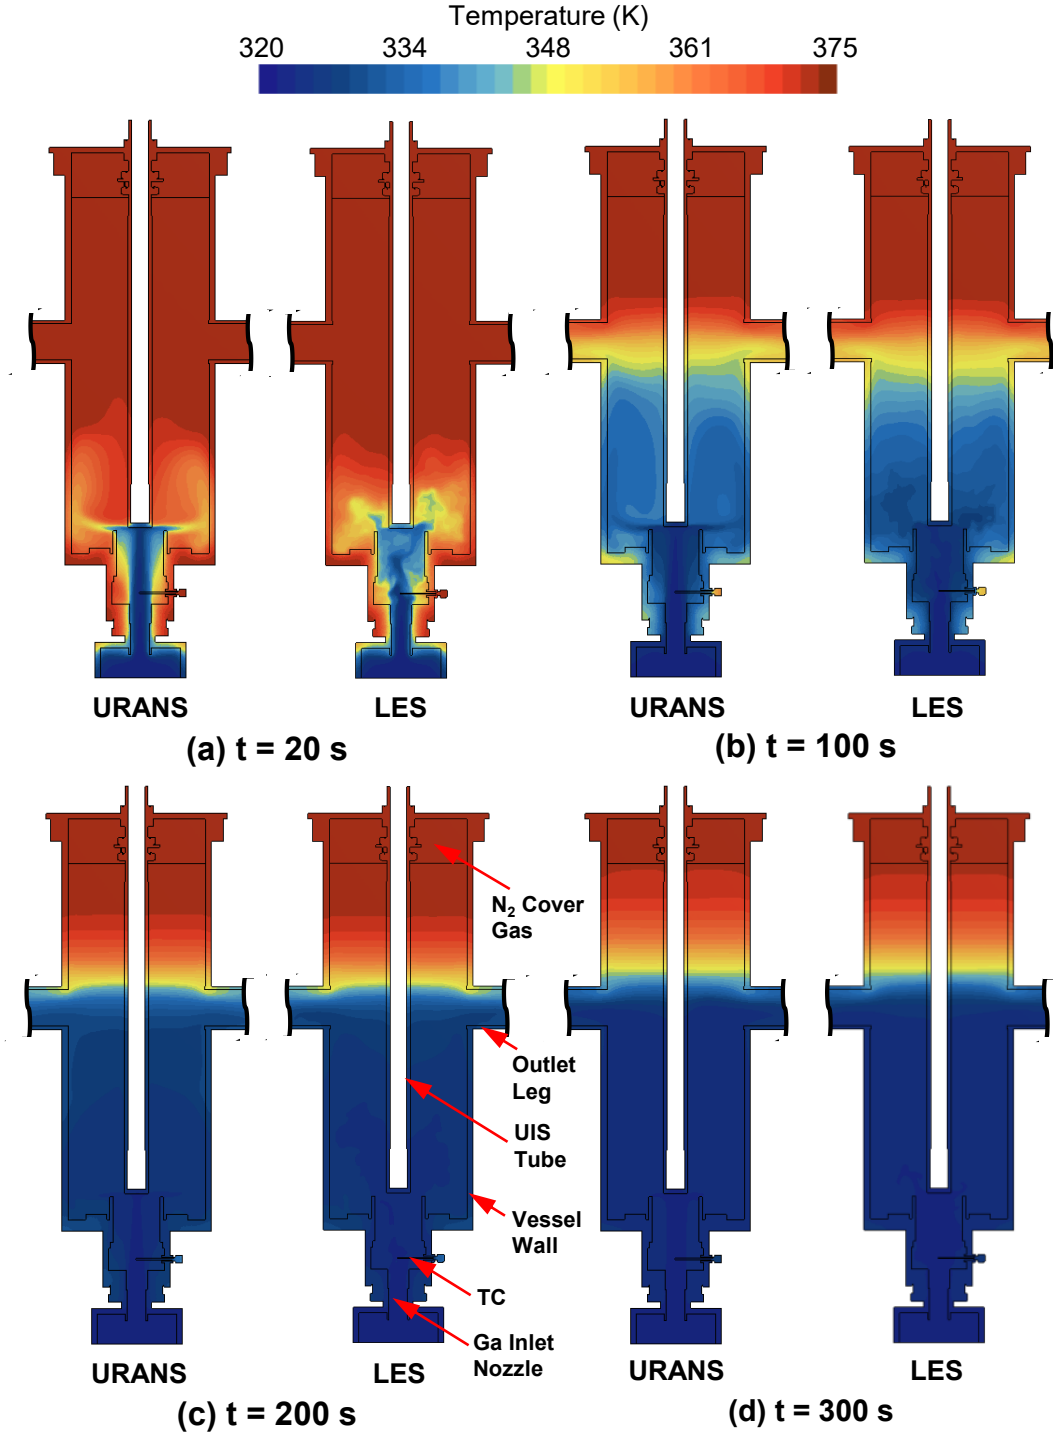 Temperature (K)
320 334 348 361 375
URANS LES
(a) t = 20 s
URANS LES
(b) t = 100 s
N₂ Cover
Gas
Outlet
Leg
UIS
Tube
Vessel
Wall
TC
Ga Inlet
Nozzle
URANS LES
(c) t = 200 s
URANS LES
(d) t = 300 s